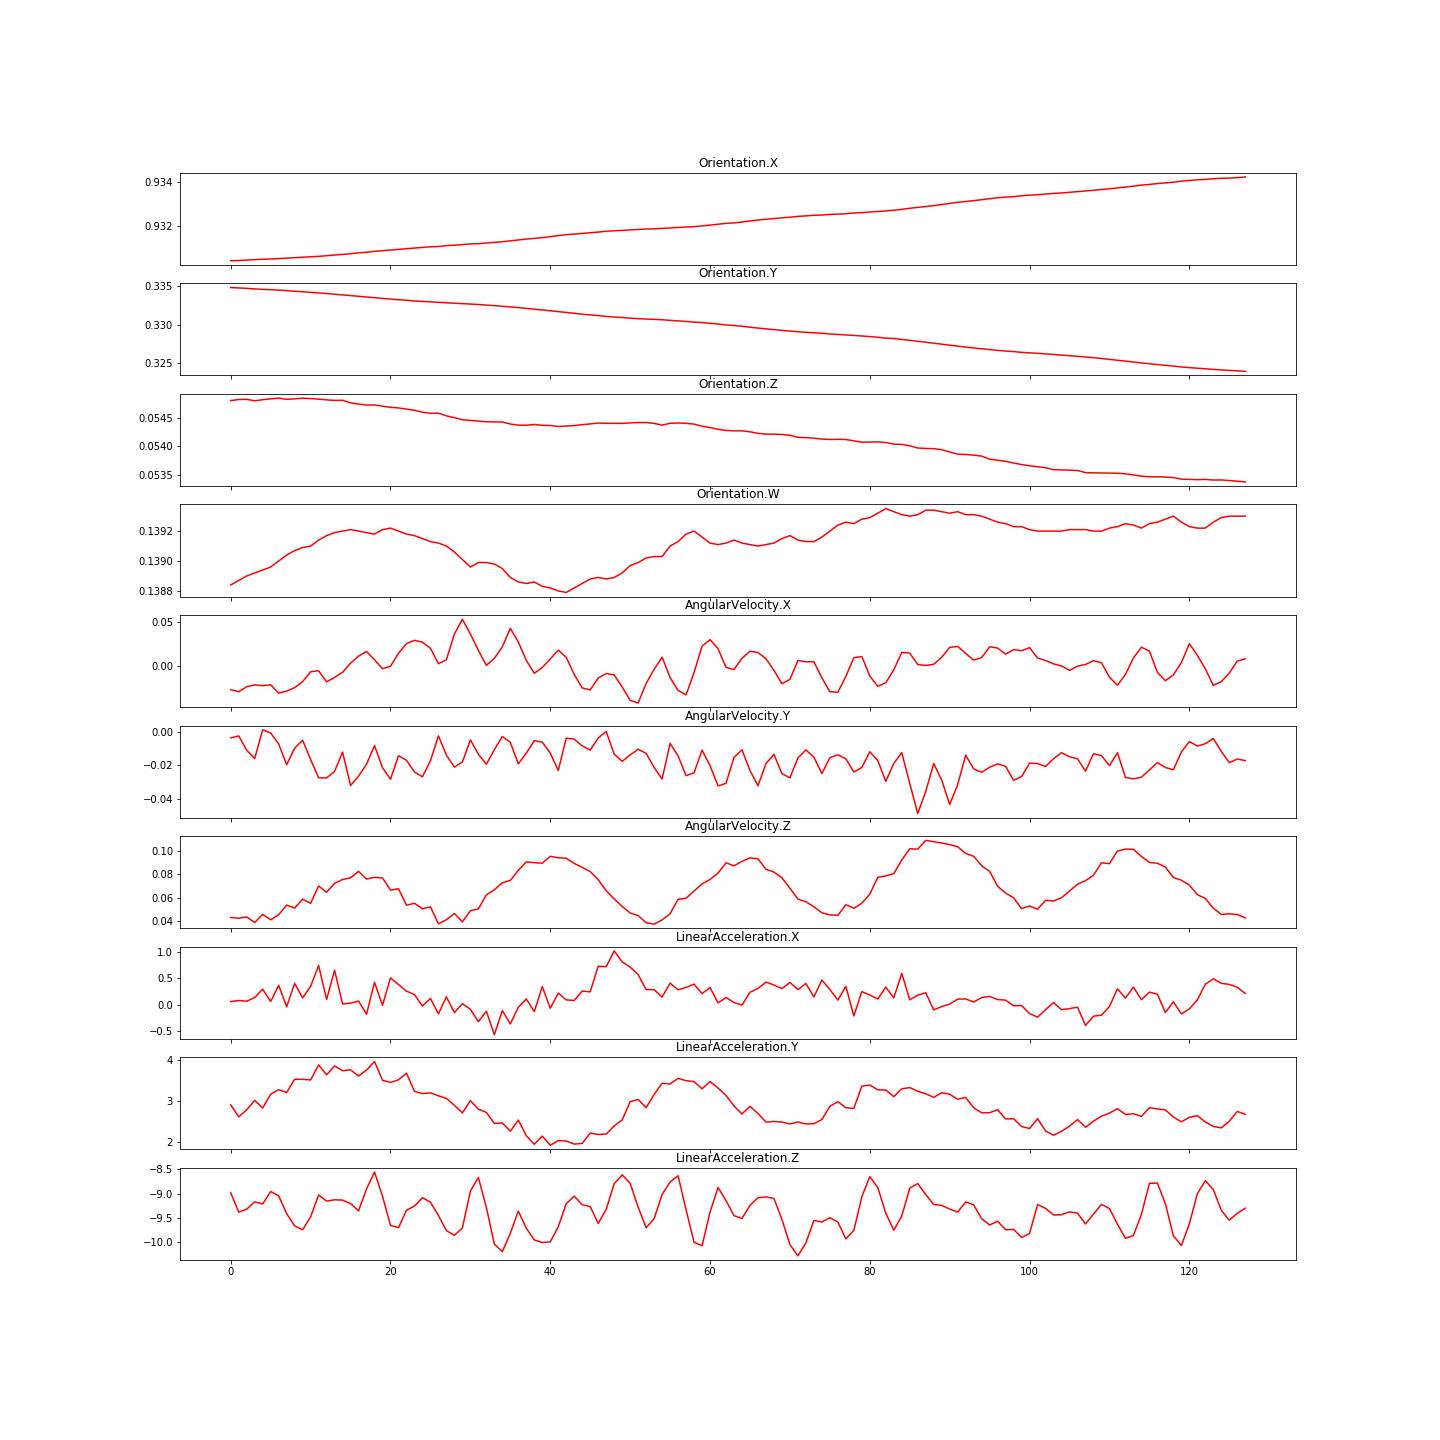 Orientation.X
0.934
0.932
Orientation.Y
0.335
0.330
0.325
Orientation.Z
0.0545
0.0540
0.0535
Orientation.W
0.1392
0.1390
0.1388
AngularVelocity.X
0.05
0.00
AngularVelocity.Y
0.00
−0.02
−0.04
AngularVelocity.Z
0.10
0.08
0.06
0.04
LinearAcceleration.X
1.0
0.5
0.0
−0.5
LinearAcceleration.Y
4
3
2
LinearAcceleration.Z
−8.5
−9.0
−9.5
−10.0
0 20 40 60 80 100 120